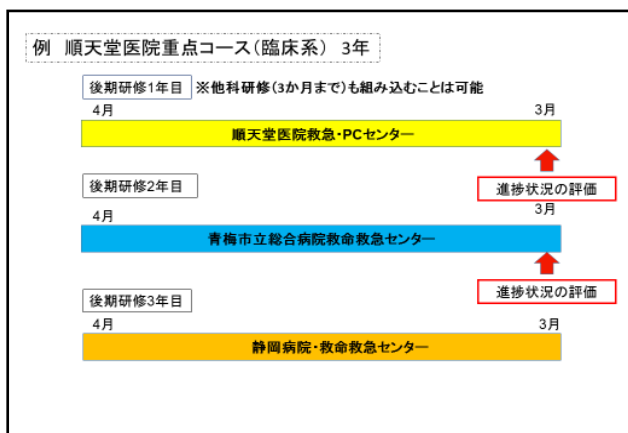 例 順天堂医院重点コース(臨床系) 3年
後期研修1年目 ※他科研修(3か月まで)も組み込むことは可能
4月 3月
順天堂医院救急・PCセンター
進捗状況の評価
後期研修2年目
4月 3月
青梅市立総合病院救命救急センター
進捗状況の評価
後期研修3年目
4月 3月
静岡病院・救命救急センター